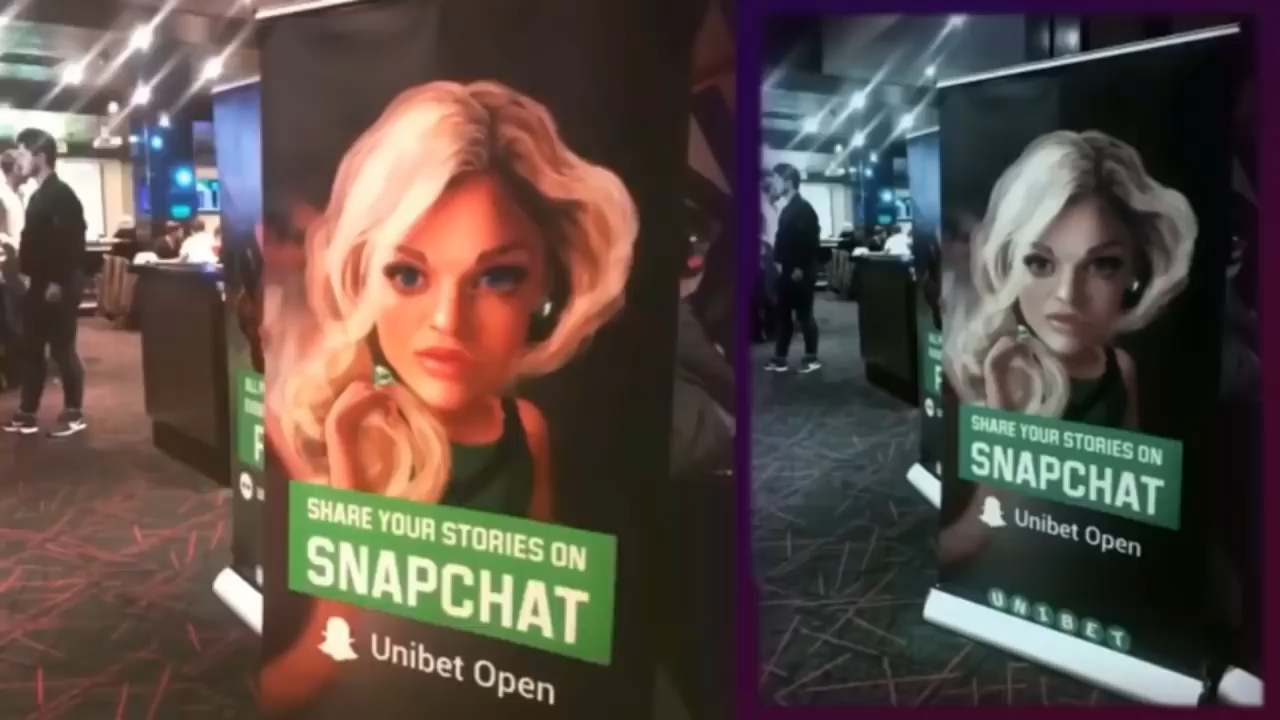 SHARE YOUR STORIES ON
SNAPCHAT
Unibet Open
SHARE YOUR STORIES ON
SNAPCHAT
Unibet Open
UNIBET